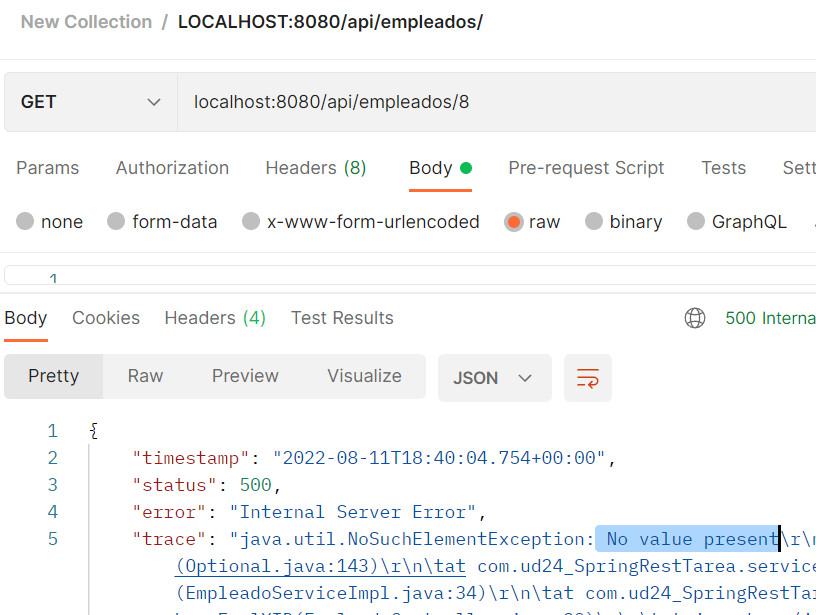 New Collection / LOCALHOST:8080/api/empleados/
GET localhost:8080/api/empleados/8
Params Authorization Headers (8) Body Pre-request Script Tests Sett
none form-data x-www-form-urlencoded raw binary GraphQL
1
Body Cookies Headers (4) Test Results 500 Interna
Pretty Raw Preview Visualize JSON
1 {
2 "timestamp": "2022-08-11T18:40:04.754+00:00",
3 "status": 500,
4 "error": "Internal Server Error",
5 "trace": "java.util.NoSuchElementException: No value present\r\n
(Optional.java:143)\r\n\tat com.ud24_SpringRestTarea.service
(EmpleadoServiceImpl.java:34)\r\n\tat com.ud24_SpringRestTar